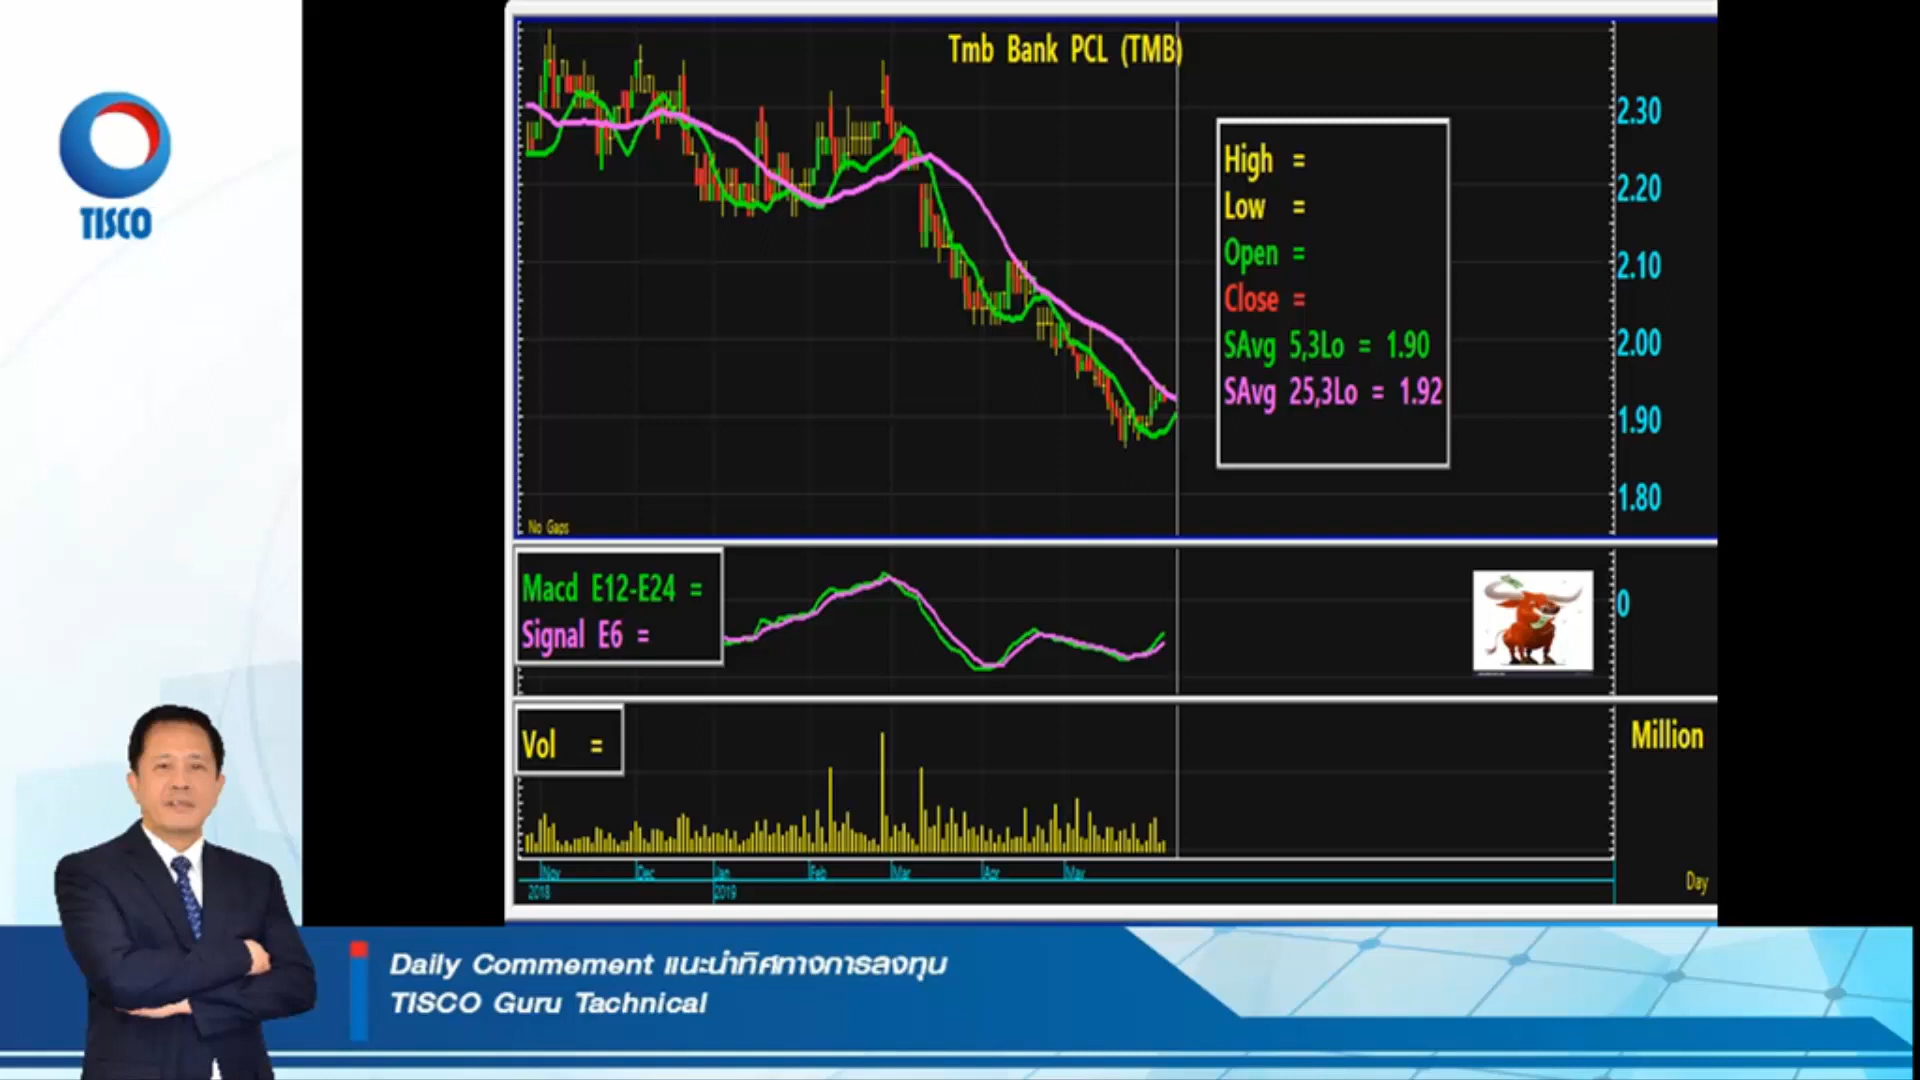 TISCO
Tmb Bank PCL (TMB)
High =
Low =
Open =
Close =
SAvg 5,3Lo = 1.90
SAvg 25,3Lo = 1.92
2.30
2.20
2.10
2.00
1.90
1.80
No Gaps
Macd E12-E24 =
Signal E6 =
0
Vol =
Million
Nov
Dec
Jan
Feb
Mar
Apr
May
2018
2019
Day
Daily Commement แนะนำทิศทางการลงทุน
TISCO Guru Tachnical